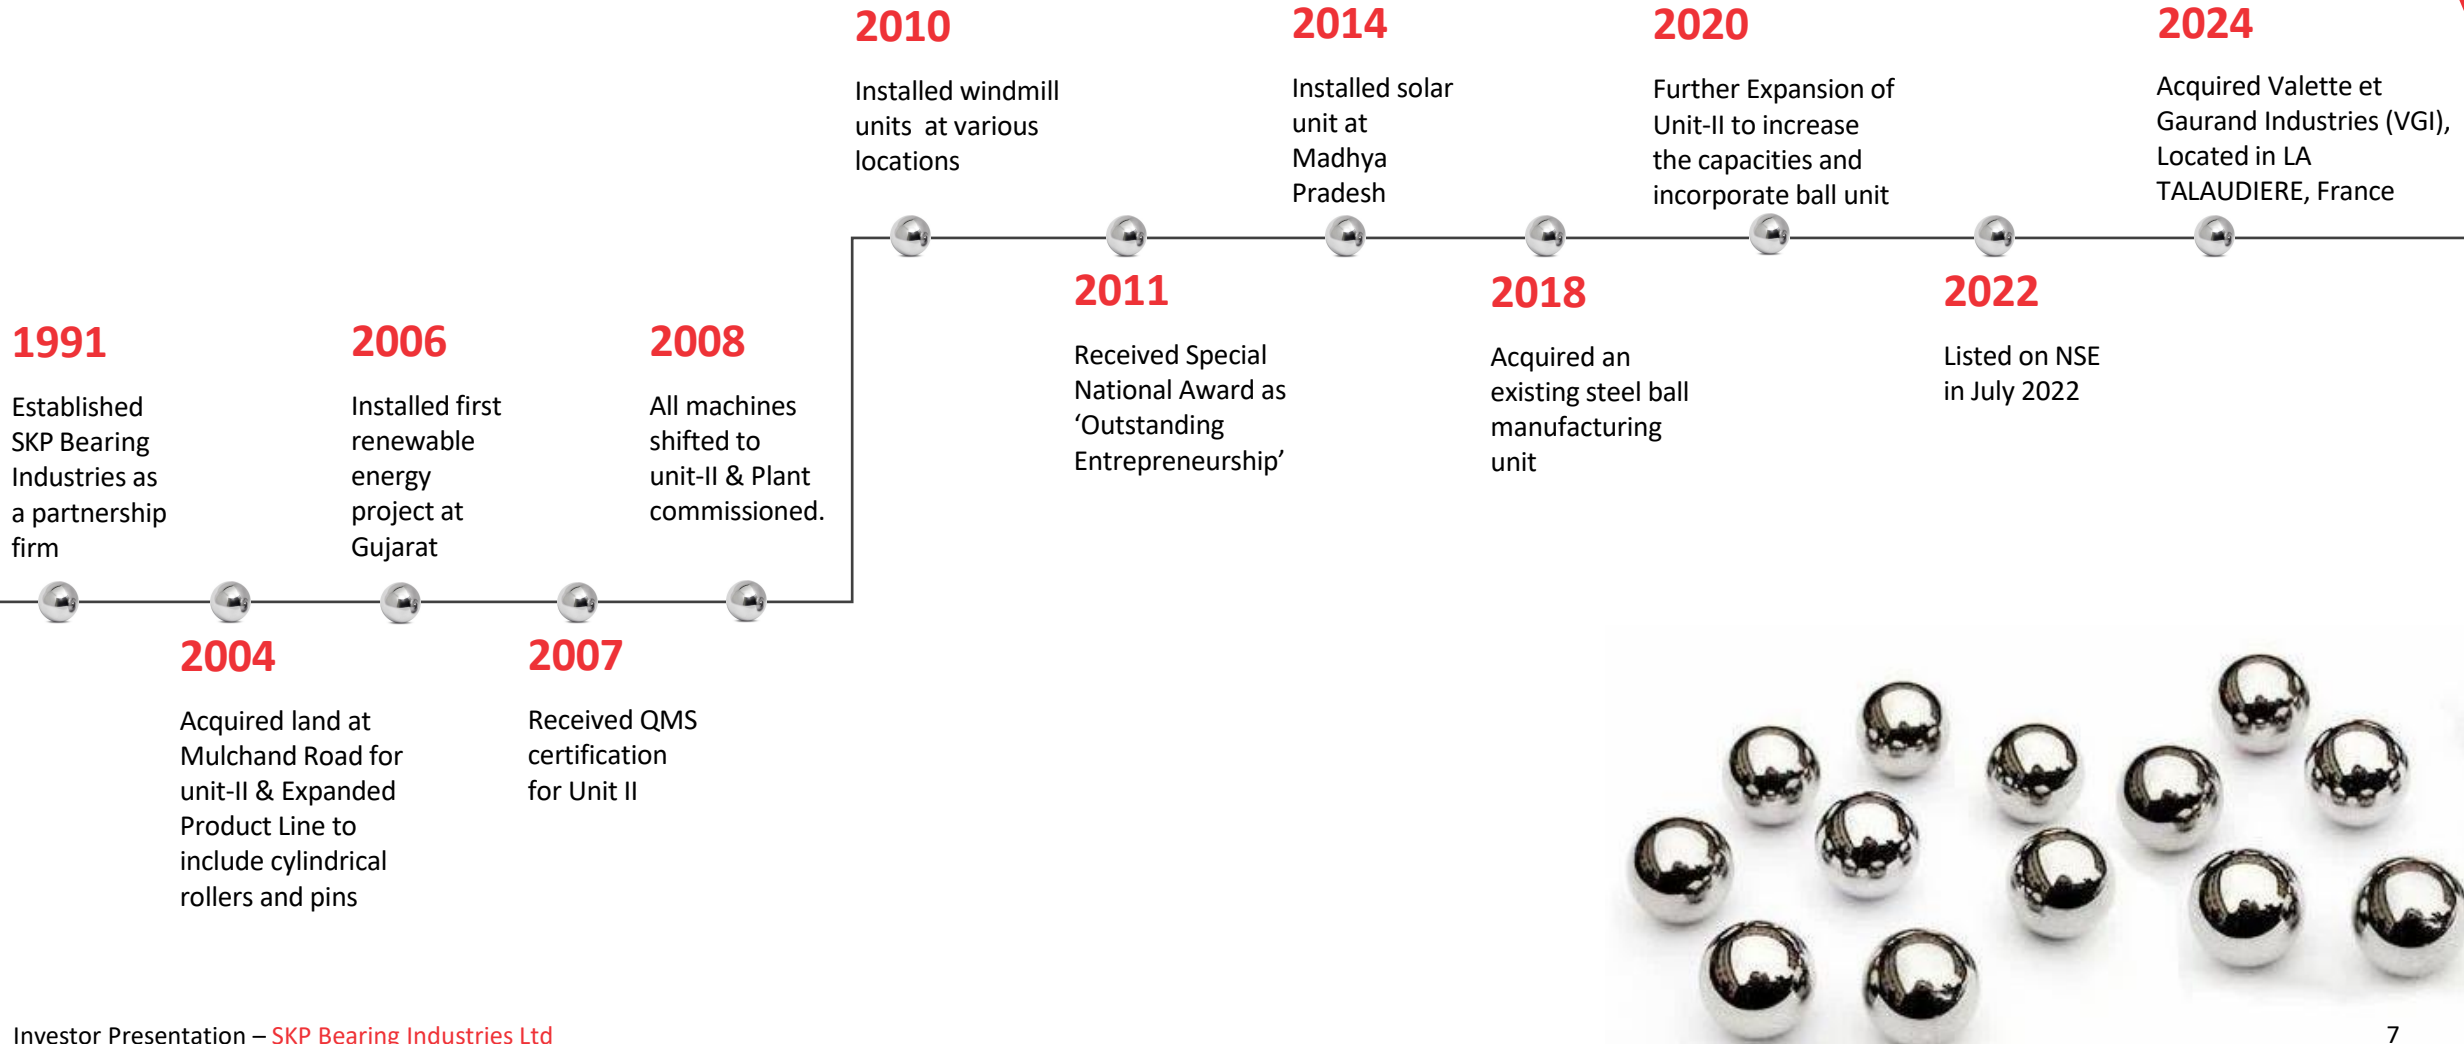 1991
Established
SKP Bearing
Industries as
a partnership
firm
2004
Acquired land at
Mulchand Road for
unit-II & Expanded
Product Line to
include cylindrical
rollers and pins
2006
Installed first
renewable
energy
project at
Gujarat
2007
Received QMS
certification
for Unit II
2008
All machines
shifted to
unit-II & Plant
commissioned.
2010
Installed windmill
units at various
locations
2011
Received Special
National Award as
‘Outstanding
Entrepreneurship’
2014
Installed solar
unit at
Madhya
Pradesh
2018
Acquired an
existing steel ball
manufacturing
unit
2020
Further Expansion of
Unit-II to increase
the capacities and
incorporate ball unit
2022
Listed on NSE
in July 2022
2024
Acquired Valette et
Gaurand Industries (VGI),
Located in LA
TALAUDIERE, France
Investor Presentation – SKP Bearing Industries Ltd
7